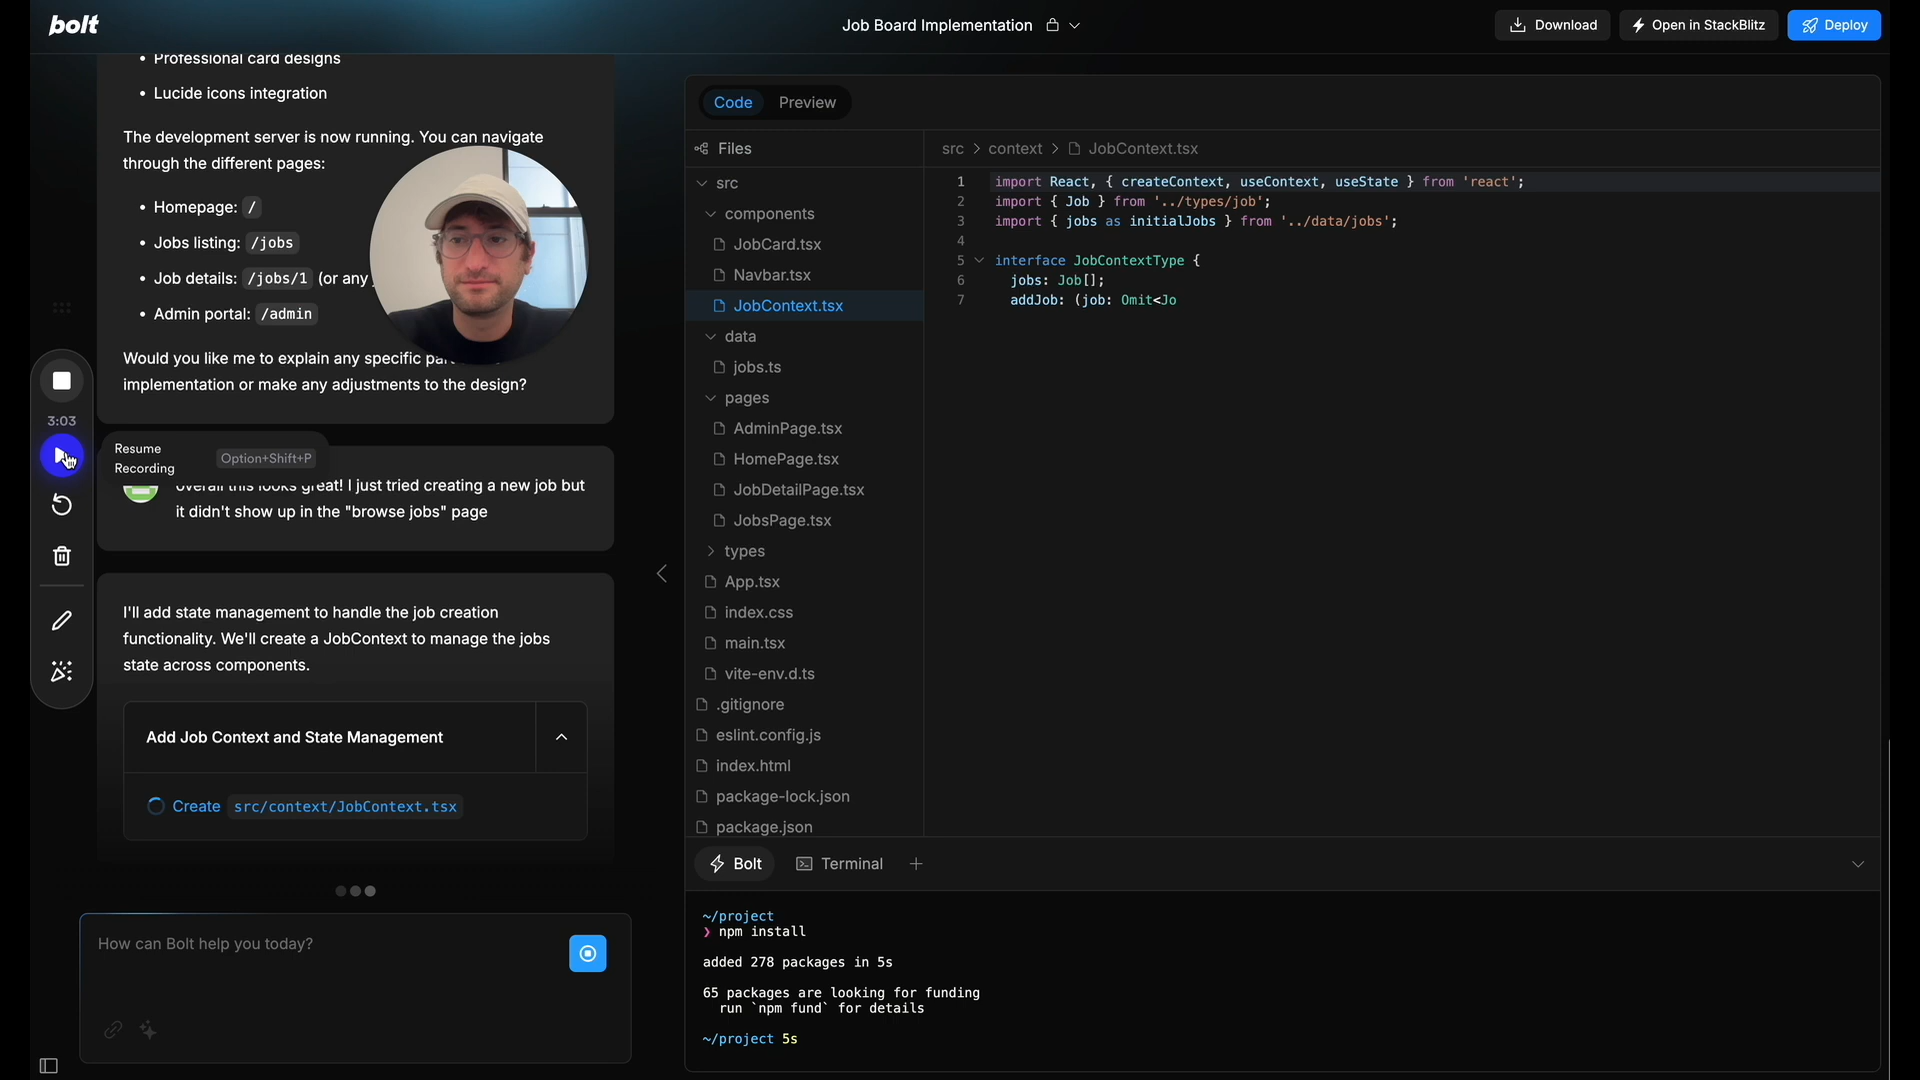 bolt
Job Board Implementation
Download
Open in StackBlitz
Deploy
• Professional card designs
• Lucide icons integration
The development server is now running. You can navigate
through the different pages:
• Homepage: /
• Jobs listing: /jobs
• Job details: /jobs/1 (or any
• Admin portal: /admin
Would you like me to explain any specific
implementation or make any adjustments to the design?
3:03
Resume
Recording
Option+Shift+P
overall this looks great! I just tried creating a new job but
it didn't show up in the "browse jobs" page
I'll add state management to handle the job creation
functionality. We'll create a JobContext to manage the jobs
state across components.
Add Job Context and State Management
Create src/context/JobContext.tsx
How can Bolt help you today?
Code
Preview
Files
src
components
JobCard.tsx
Navbar.tsx
JobContext.tsx
data
jobs.ts
pages
AdminPage.tsx
HomePage.tsx
JobDetailPage.tsx
JobsPage.tsx
types
App.tsx
index.css
main.tsx
vite-env.d.ts
.gitignore
eslint.config.js
index.html
package-lock.json
package.json
src > context > JobContext.tsx
1 import React, { createContext, useContext, useState } from 'react';
2 import { Job } from '../types/job';
3 import { jobs as initialJobs } from '../data/jobs';
4
5 interface JobContextType {
6 jobs: Job[];
7 addJob: (job: Omit<Jo
Bolt
Terminal
~/project
❯ npm install
added 278 packages in 5s
65 packages are looking for funding
run `npm fund` for details
~/project 5s